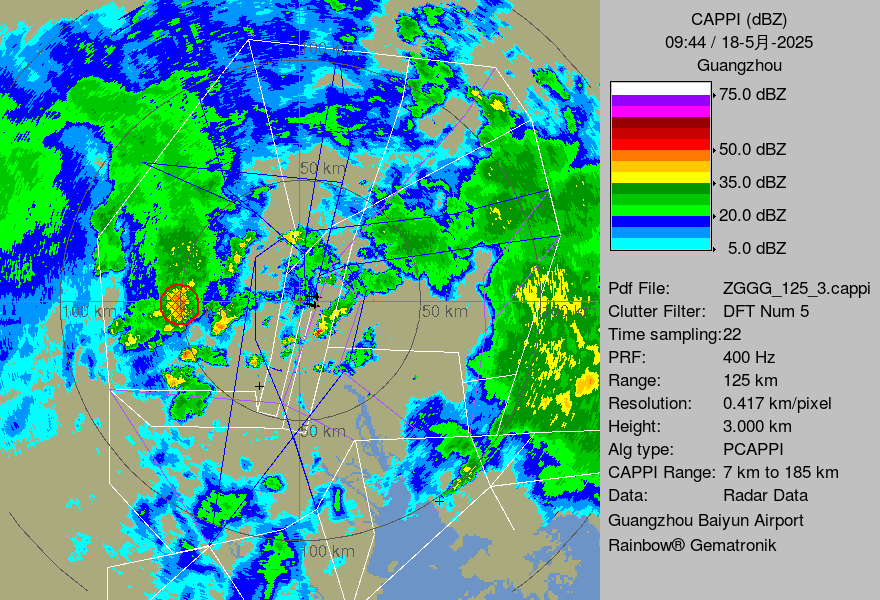 CAPPI (dBZ)
09:44 / 18-5月-2025
Guangzhou
75.0 dBZ
50.0 dBZ
35.0 dBZ
20.0 dBZ
5.0 dBZ
Pdf File: ZGGG_125_3.cappi
Clutter Filter: DFT Num 5
Time sampling:22
PRF: 400 Hz
Range: 125 km
Resolution: 0.417 km/pixel
Height: 3.000 km
Alg type: PCAPPI
CAPPI Range: 7 km to 185 km
Data: Radar Data
Guangzhou Baiyun Airport
Rainbow® Gematronik
100 km
50 km
100 km
50 km
50 km
100 km